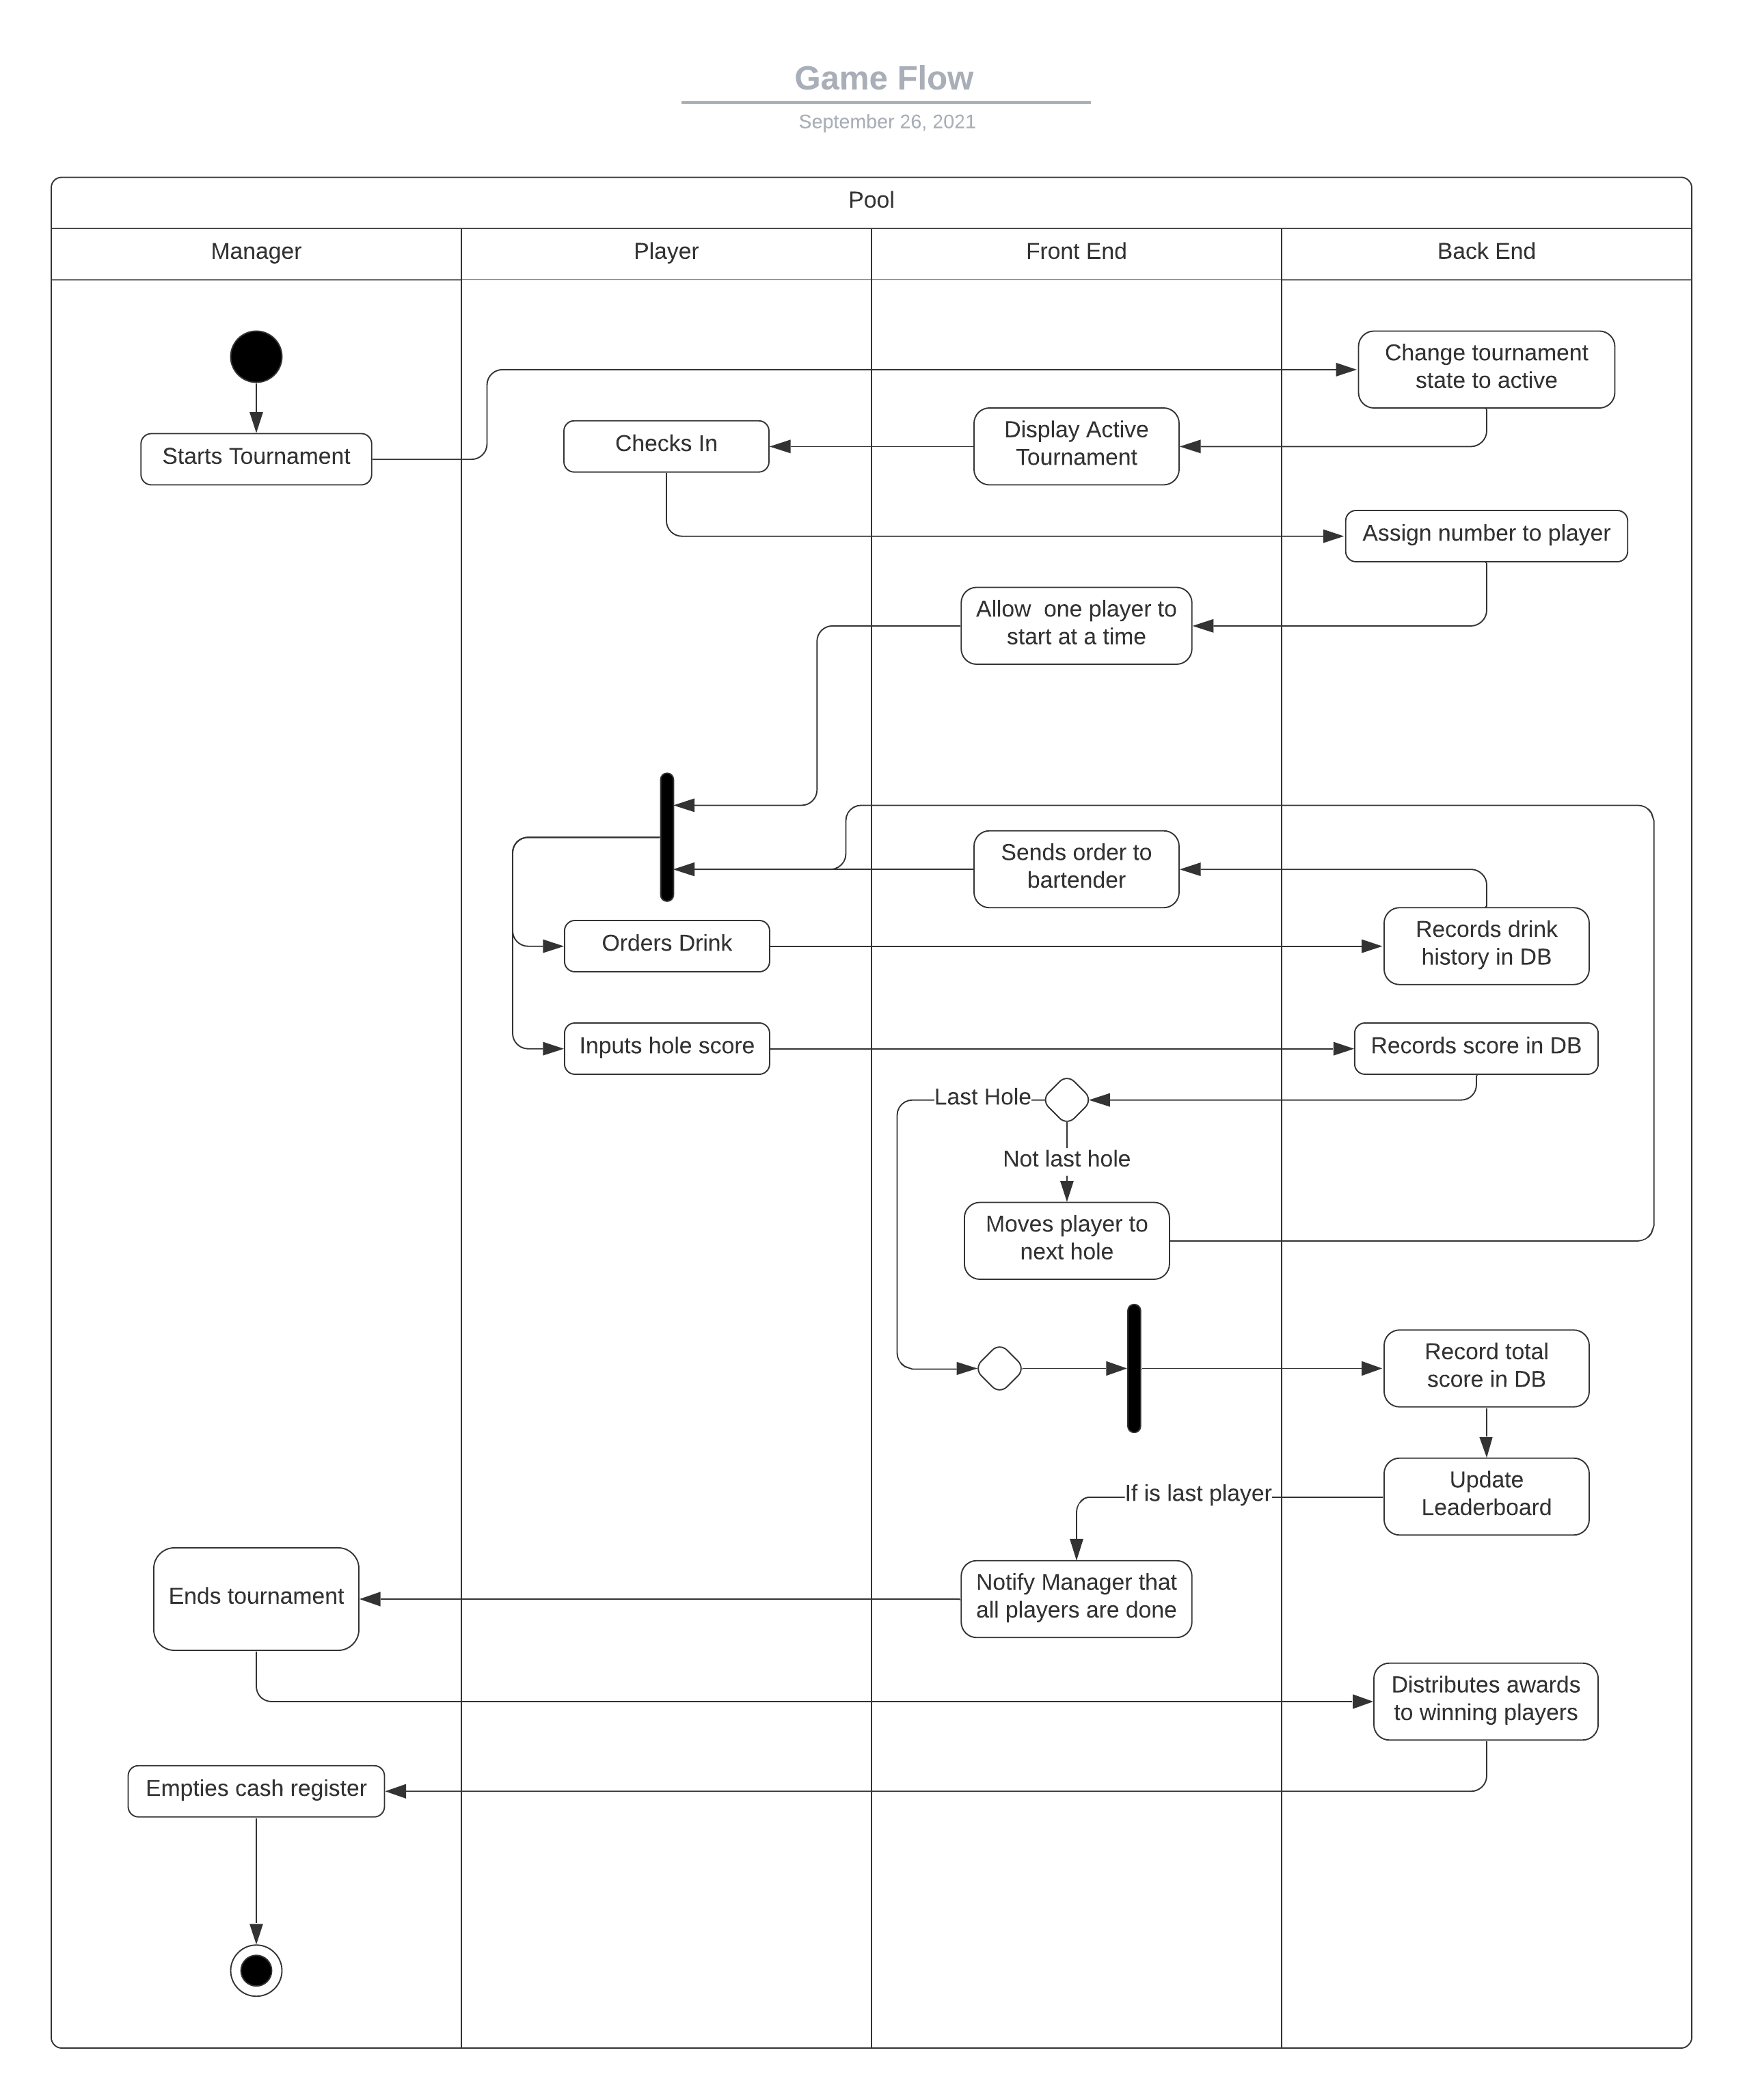 Game Flow
September 26, 2021
Pool
Manager
Player
Front End
Back End
Change tournament
state to active
Starts Tournament
Checks In
Display Active
Tournament
Assign number to player
Allow  one player to
start at a time
Sends order to
bartender
Orders Drink
Records drink
history in DB
Inputs hole score
Records score in DB
Last Hole
Not last hole
Moves player to
next hole
Record total
score in DB
Update
Leaderboard
If is last player
Ends tournament
Notify Manager that
all players are done
Distributes awards
to winning players
Empties cash register